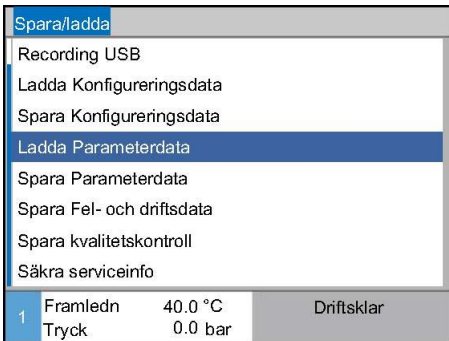 Spara/ladda
Recording USB
Ladda Konfigureringsdata
Spara Konfigureringsdata
Ladda Parameterdata
Spara Parameterdata
Spara Fel- och driftsdata
Spara kvalitetskontroll
Säkra serviceinfo
1 Framledn 40.0 °C Driftsklar
Tryck 0.0 bar